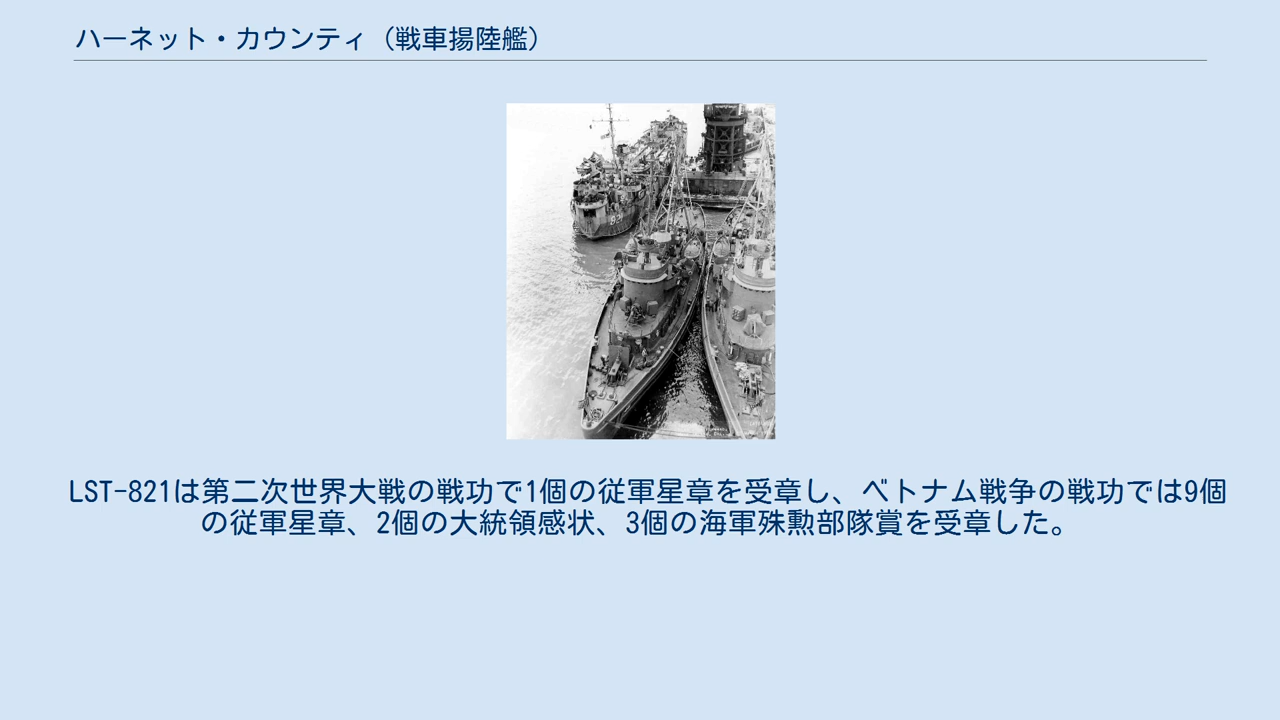 ハーネット・カウンティ（戦車揚陸艦）
LST-821は第二次世界大戦の戦功で1個の従軍星章を受章し、ベトナム戦争の戦功では9個
の従軍星章、2個の大統領感状、3個の海軍殊勲部隊賞を受章した。